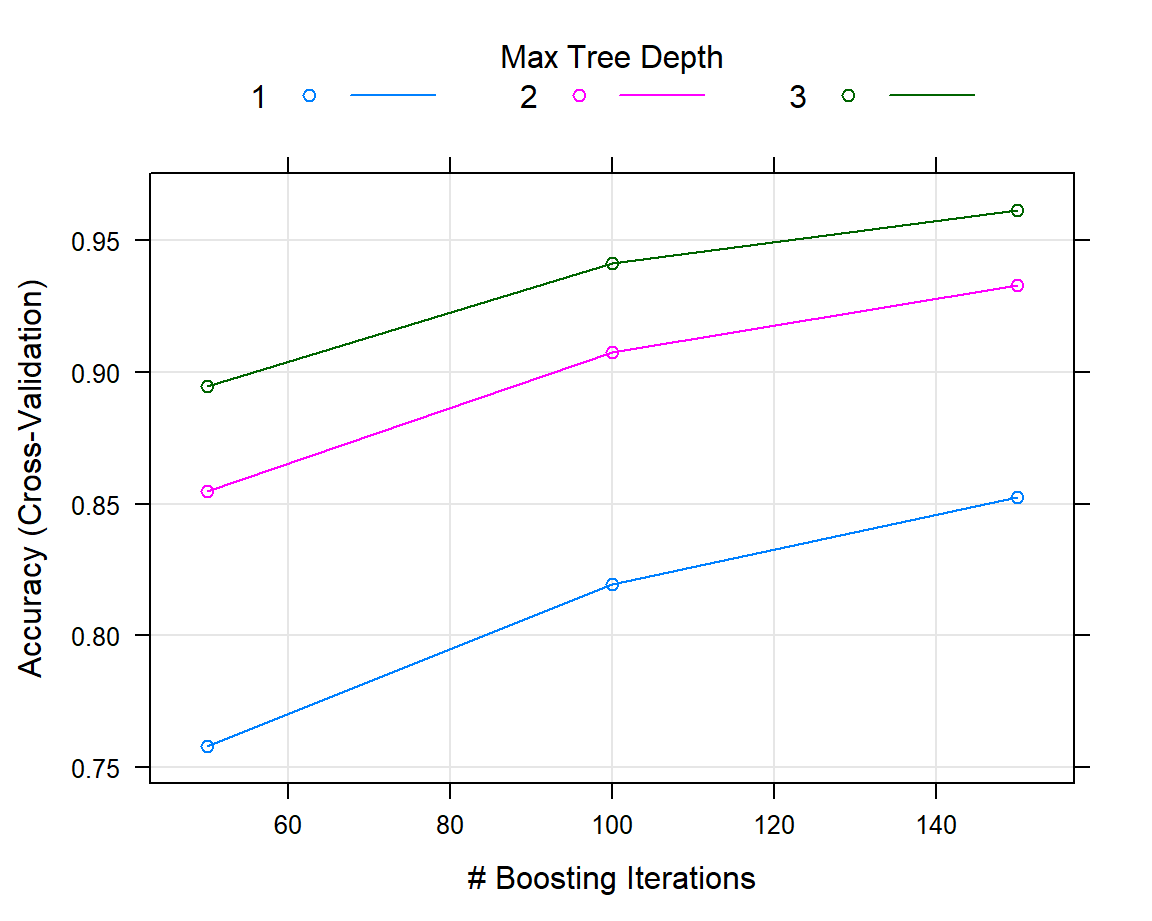 Max Tree Depth
1 2 3
0.95
0.90
0.85
0.80
0.75
Accuracy (Cross-Validation)
60 80 100 120 140
# Boosting Iterations